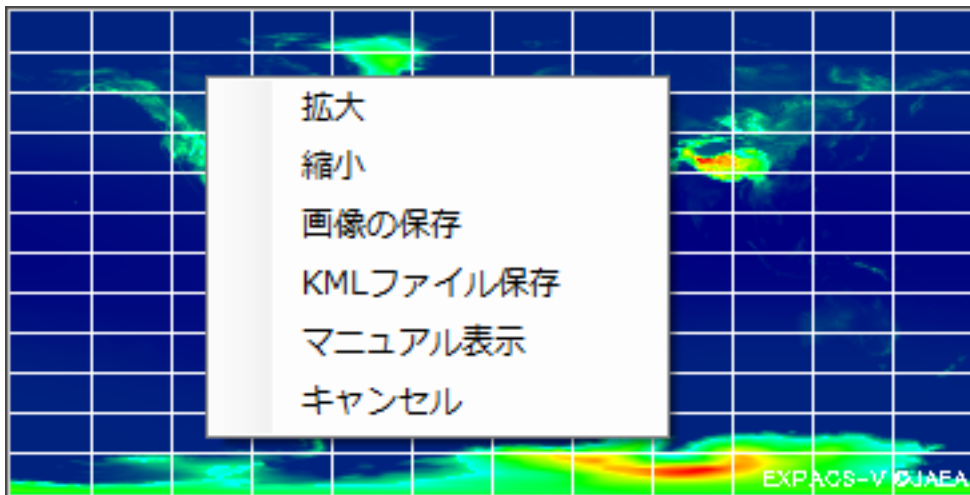 拡大
縮小
画像の保存
KMLファイル保存
マニュアル表示
キャンセル
EXPACS-V ©JAEA